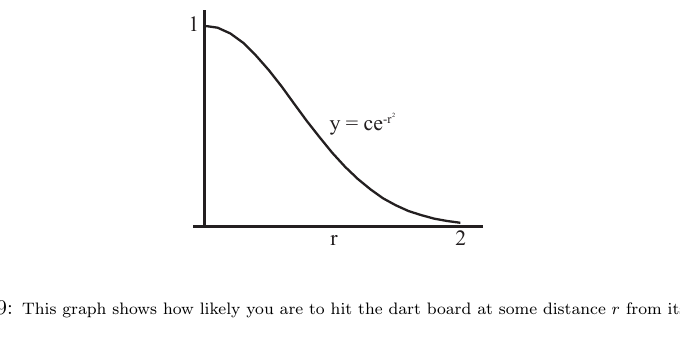 1
y = ce^-r²
r
2
9: This graph shows how likely you are to hit the dart board at some distance r from it